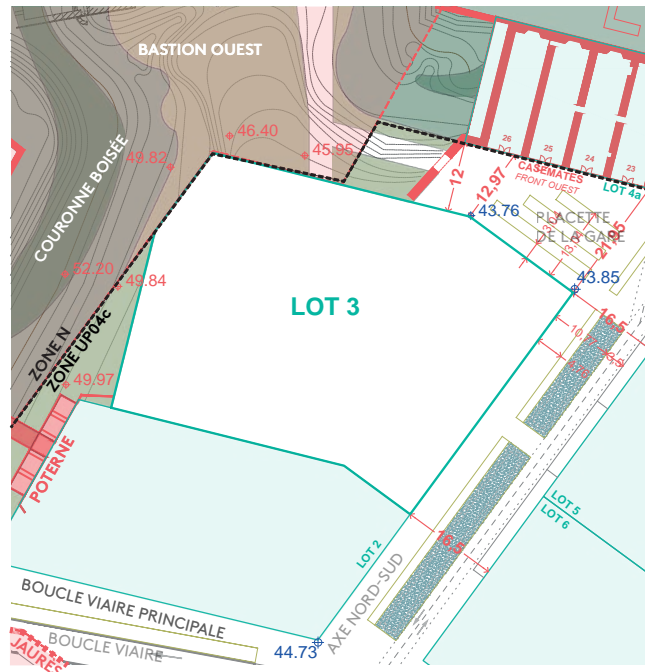 BASTION OUEST
46.40
45.95
49.82
COURONNE BOISÉE
26
25
24
23
CASEMATES
FRONT OUEST
LOT 4a
12
12,97
43.76
PLACETTE
DE LA GARE
21,95
52.20
49.84
43.85
LOT 3
16,5
ZONE N
ZONE UP04c
49.97
POTERNE
LOT 5
LOT 6
16,5
LOT 2
AXE NORD-SUD
BOUCLE VIAIRE PRINCIPALE
BOUCLE VIAIRE
44.73
JAURÈS